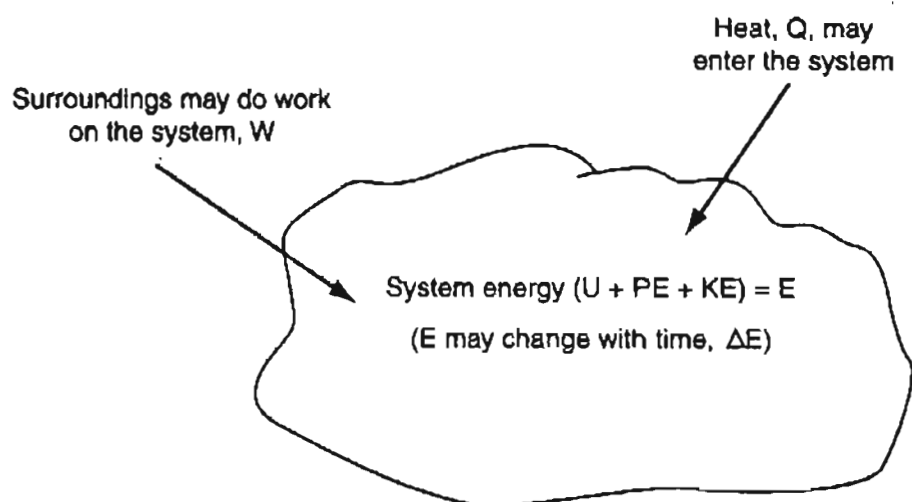 Heat, Q, may
enter the system
Surroundings may do work
on the system, W
System energy (U + PE + KE) = E
(E may change with time, ΔE)